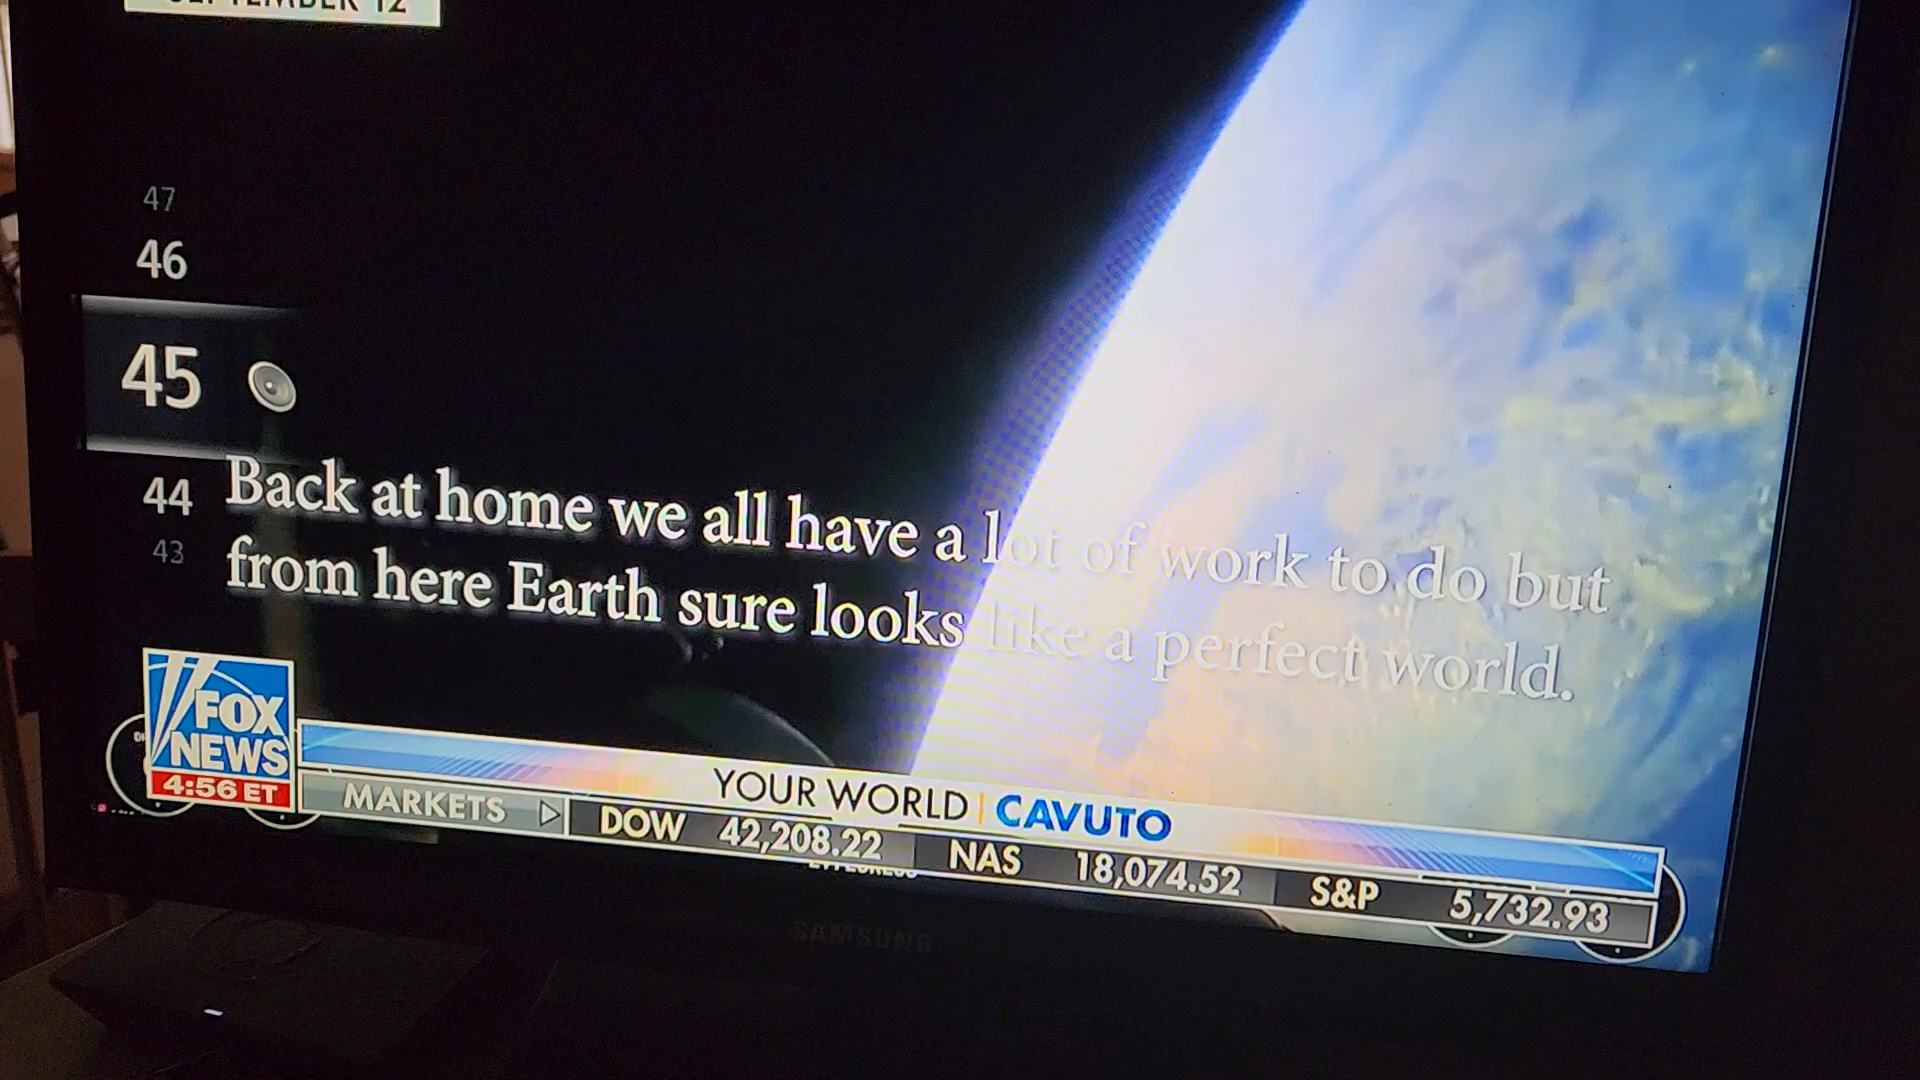 SEPTEMBER 12
47
46
45
44
43
Back at home we all have a lot of work to do but
from here Earth sure looks like a perfect world.
FOX
NEWS
4:56 ET
YOUR WORLD | CAVUTO
MARKETS DOW 42,208.22 NAS 18,074.52 S&P 5,732.93
SAMSUNG